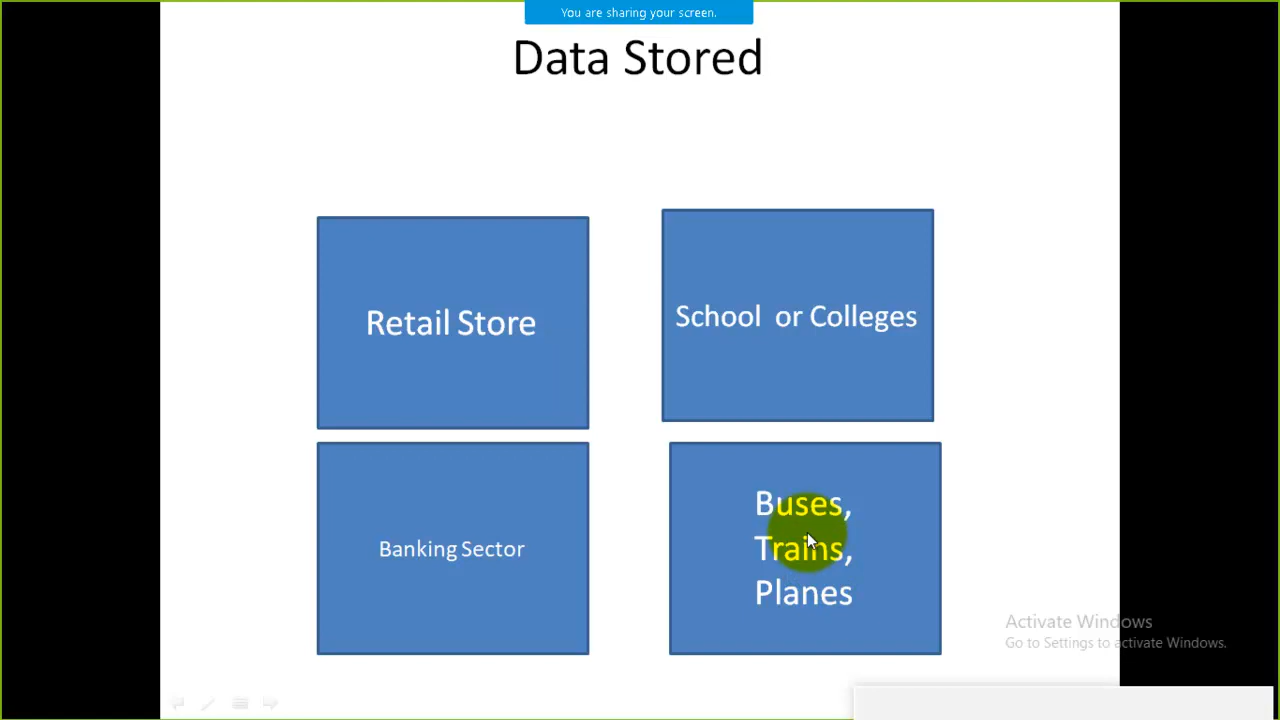 You are sharing your screen.
Data Stored
Retail Store
School or Colleges
Banking Sector
Buses,
Trains,
Planes
Activate Windows
Go to Settings to activate Windows.